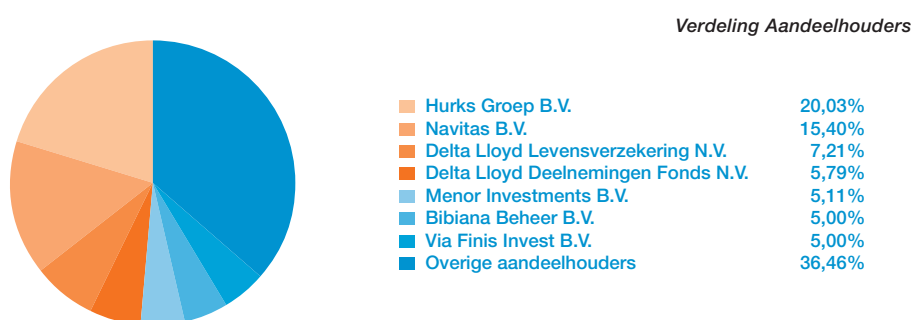 Verdeling Aandeelhouders
Hurks Groep B.V. 20,03%
Navitas B.V. 15,40%
Delta Lloyd Levensverzekering N.V. 7,21%
Delta Lloyd Deelnemingen Fonds N.V. 5,79%
Menor Investments B.V. 5,11%
Bibiana Beheer B.V. 5,00%
Via Finis Invest B.V. 5,00%
Overige aandeelhouders 36,46%